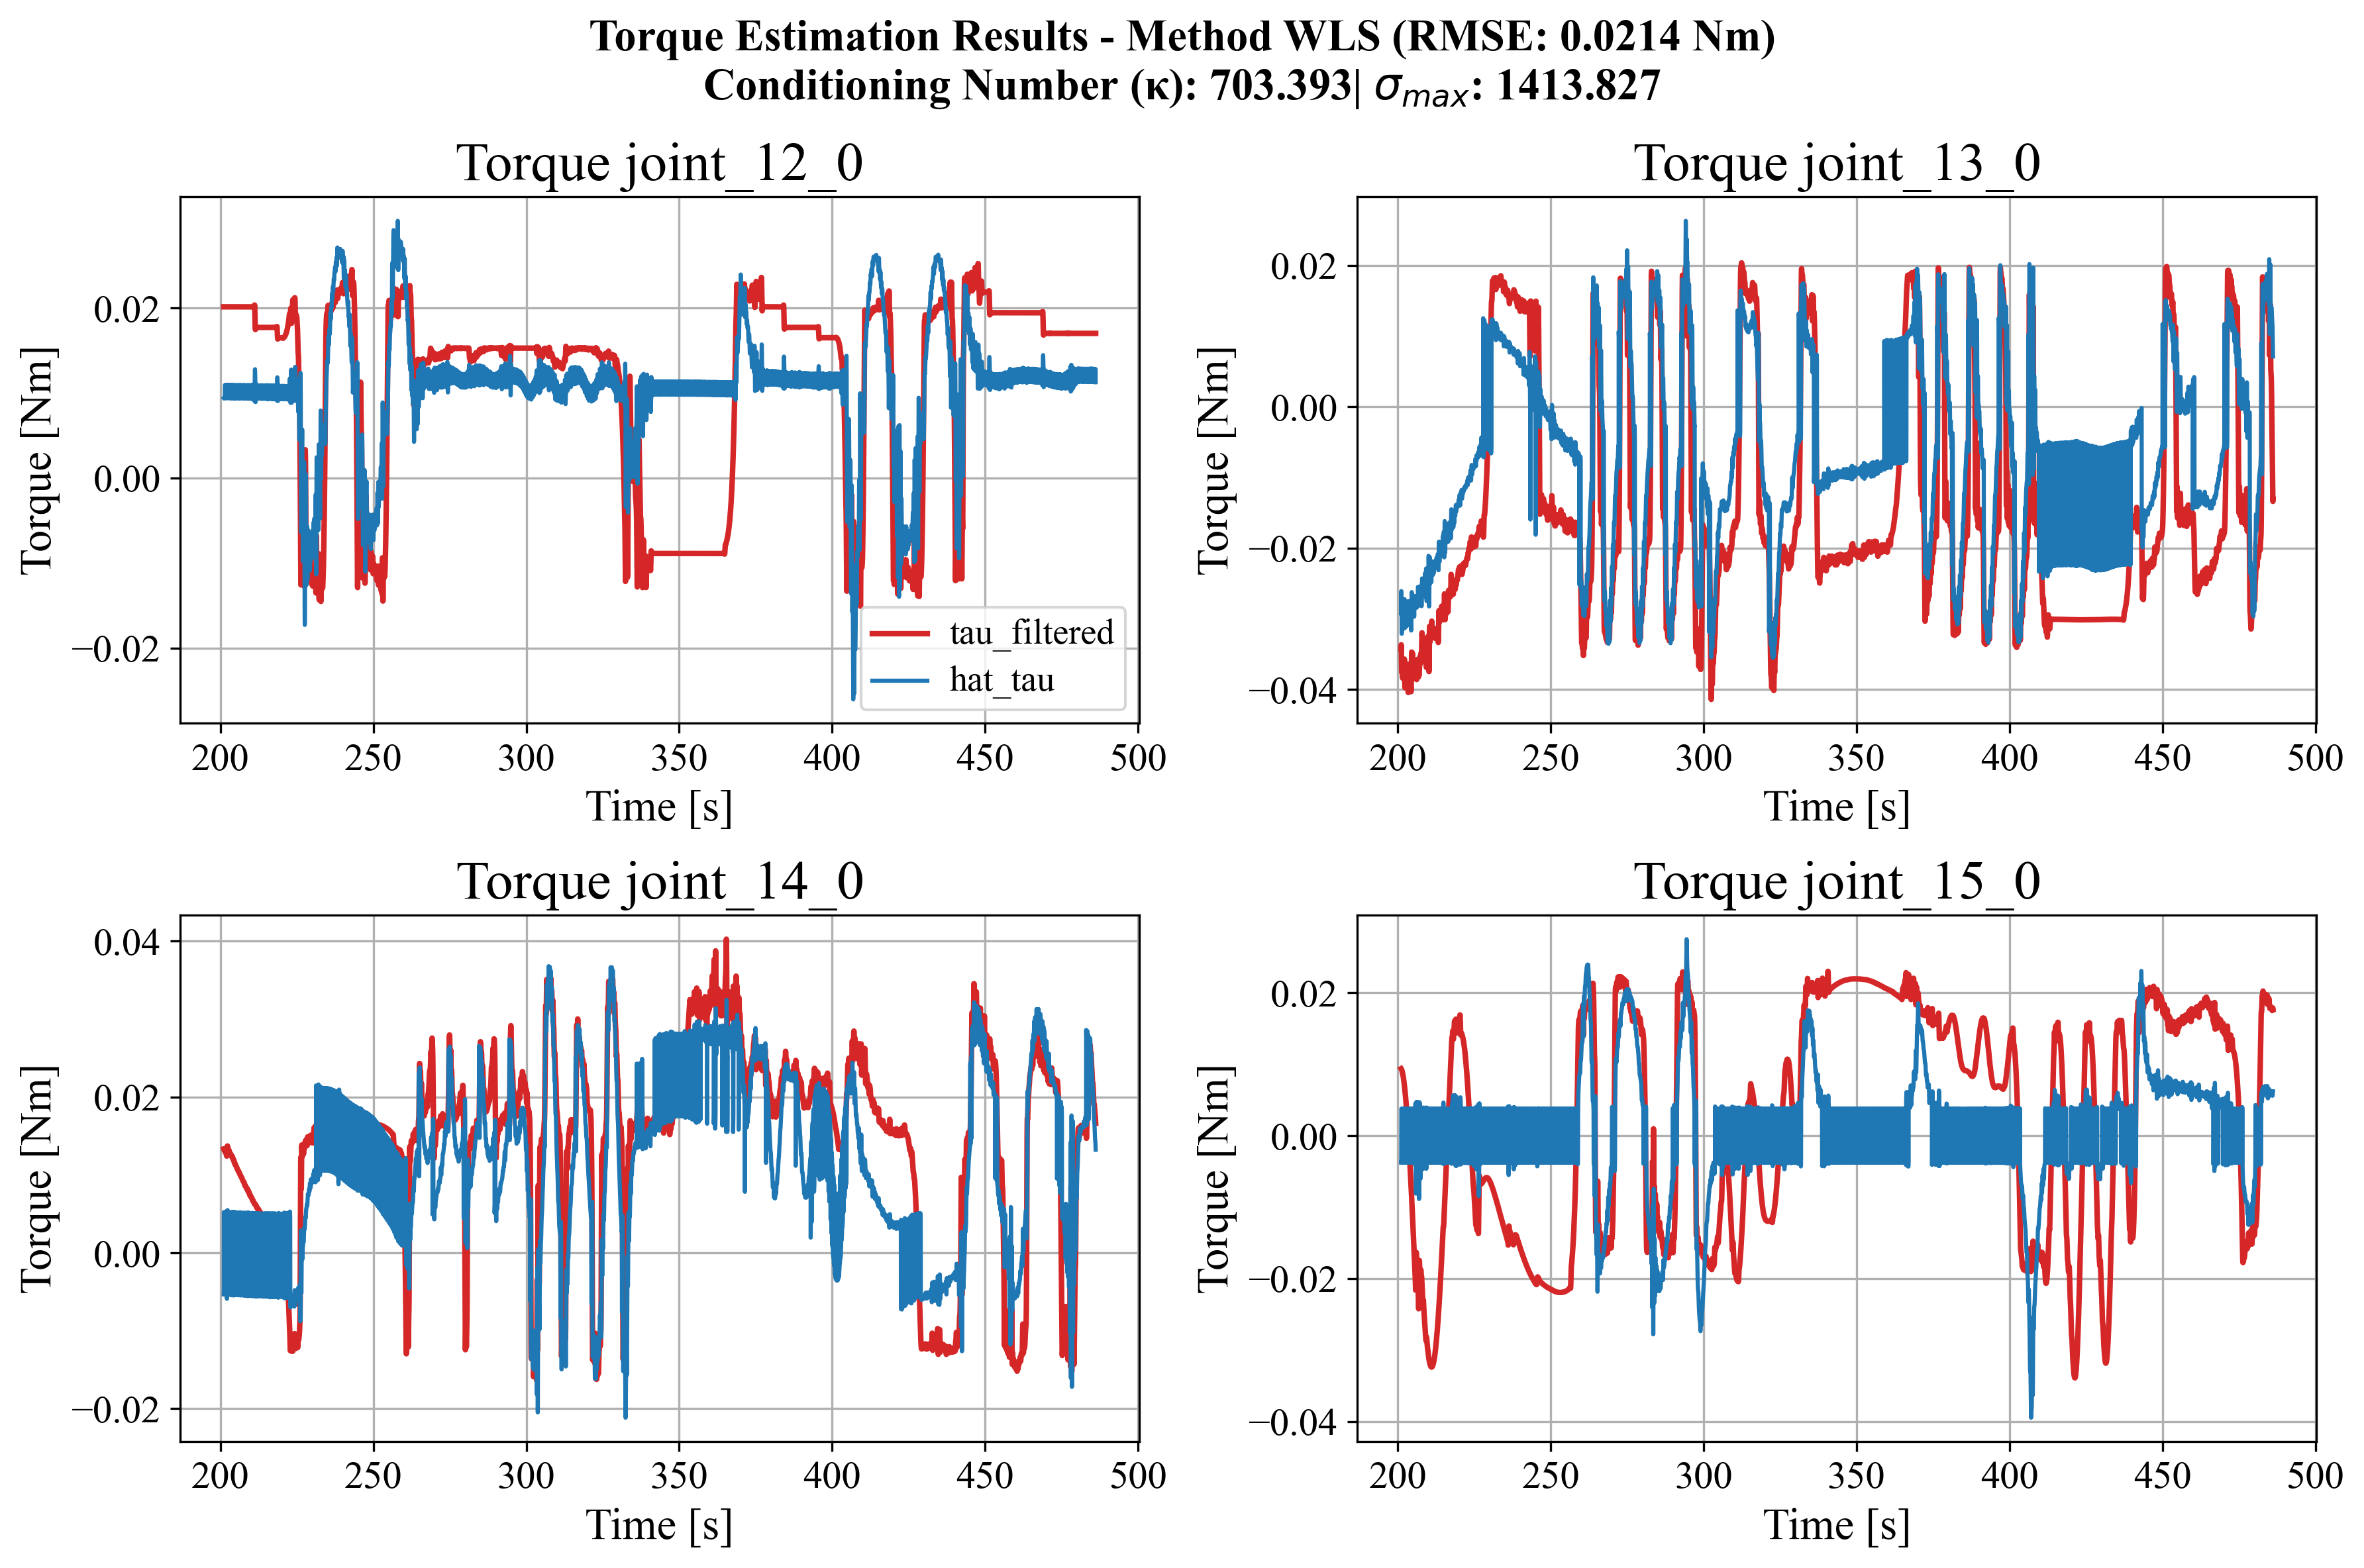 Torque Estimation Results - Method WLS (RMSE: 0.0214 Nm)
Conditioning Number (κ): 703.393| σmax: 1413.827
Torque joint_12_0
Torque [Nm]
0.02
0.00
−0.02
200 250 300 350 400 450 500
Time [s]
tau_filtered
hat_tau
Torque joint_13_0
Torque [Nm]
0.02
0.00
−0.02
−0.04
200 250 300 350 400 450 500
Time [s]
Torque joint_14_0
Torque [Nm]
0.04
0.02
0.00
−0.02
200 250 300 350 400 450 500
Time [s]
Torque joint_15_0
Torque [Nm]
0.02
0.00
−0.02
−0.04
200 250 300 350 400 450 500
Time [s]